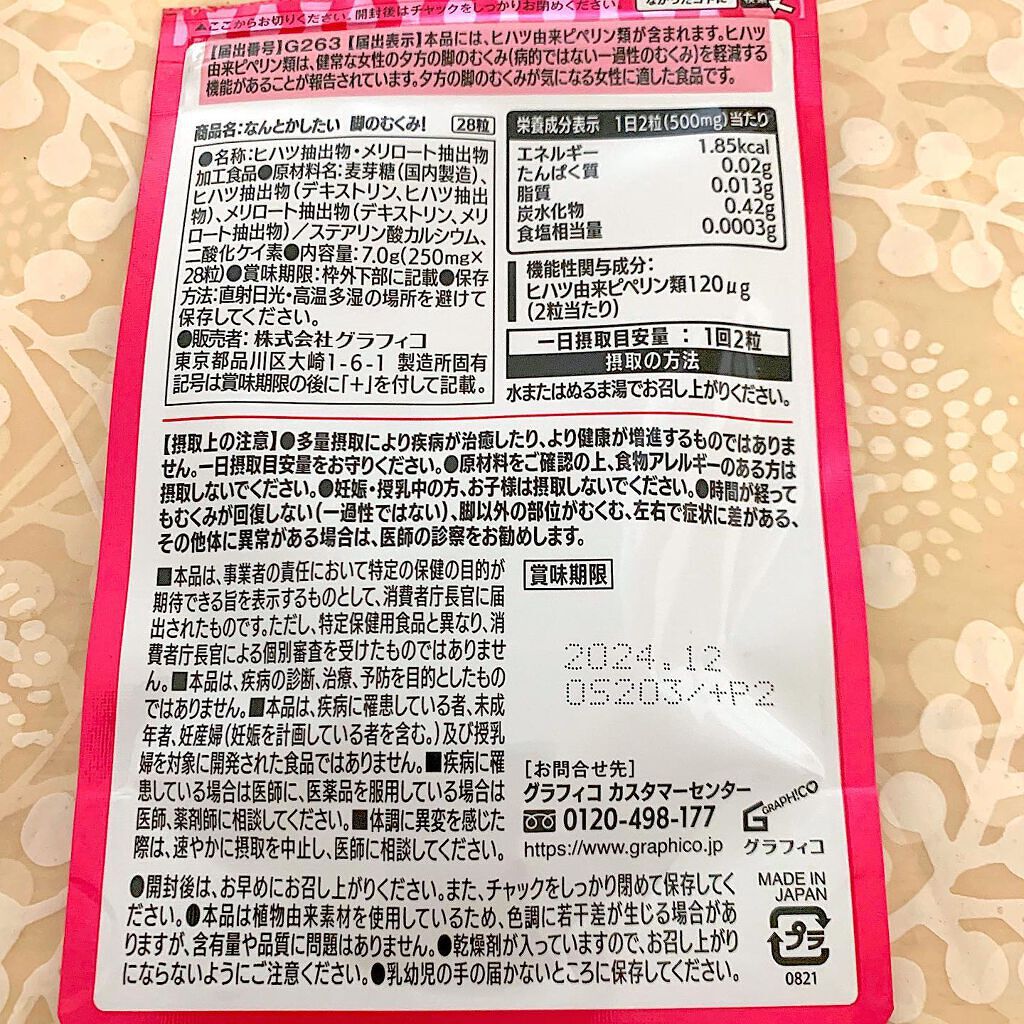 ▲ここからお切りください。開封後はチャックをしっかりお閉めください。
【届出番号】G263【届出表示】本品には、ヒハツ由来ピペリン類が含まれます。ヒハツ
由来ピペリン類は、健常な女性の夕方の脚のむくみ(病的ではない一過性のむくみ)を軽減する
機能があることが報告されています。夕方の脚のむくみが気になる女性に適した食品です。
商品名:なんとかしたい 脚のむくみ! 28粒
●名称:ヒハツ抽出物・メリロート抽出物
加工食品●原材料名:麦芽糖(国内製造)、
ヒハツ抽出物(デキストリン、ヒハツ抽出
物)、メリロート抽出物(デキストリン、メリ
ロート抽出物)/ステアリン酸カルシウム、
二酸化ケイ素●内容量:7.0g(250mg×
28粒)●賞味期限:枠外下部に記載●保存
方法:直射日光・高温多湿の場所を避けて
保存してください。
●販売者:株式会社グラフィコ
東京都品川区大崎1-6-1 製造所固有
記号は賞味期限の後に「+」を付して記載。
栄養成分表示 1日2粒(500mg)当たり
エネルギー 1.85kcal
たんぱく質 0.02g
脂質 0.013g
炭水化物 0.42g
食塩相当量 0.0003g
機能性関与成分:
ヒハツ由来ピペリン類120μg
(2粒当たり)
一日摂取目安量 : 1回2粒
摂取の方法
水またはぬるま湯でお召し上がりください。
【摂取上の注意】●多量摂取により疾病が治癒したり、より健康が増進するものではありま
せん。一日摂取目安量をお守りください。●原材料をご確認の上、食物アレルギーのある方は
摂取しないでください。●妊娠・授乳中の方、お子様は摂取しないでください。●時間が経って
もむくみが回復しない(一過性ではない)、脚以外の部位がむくむ、左右で症状に差がある、
その他体に異常がある場合は、医師の診察をお勧めします。
■本品は、事業者の責任において特定の保健の目的が
期待できる旨を表示するものとして、消費者庁長官に届
出されたものです。ただし、特定保健用食品と異なり、消
費者庁長官による個別審査を受けたものではありませ
ん。■本品は、疾病の診断、治療、予防を目的としたもの
ではありません。■本品は、疾病に罹患している者、未成
年者、妊産婦(妊娠を計画している者を含む。)及び授乳
婦を対象に開発された食品ではありません。■疾病に罹
患している場合は医師に、医薬品を服用している場合は
医師、薬剤師に相談してください。■体調に異変を感じた
際は、速やかに摂取を中止し、医師に相談してください。
賞味期限
2024.12
OS203/+P2
[お問合せ先]
グラフィコ カスタマーセンター
0120-498-177
https://www.graphico.jp
GRAPHICO
グラフィコ
●開封後は、お早めにお召し上がりください。また、チャックをしっかり閉めて保存してく
ださい。●本品は植物由来素材を使用しているため、色調に若干差が生じる場合があ
りますが、含有量や品質に問題はありません。●乾燥剤が入っていますので、お召し上がり
にならないようにご注意ください。●乳幼児の手の届かないところに保存してください。
MADE IN
JAPAN
プラ
0821